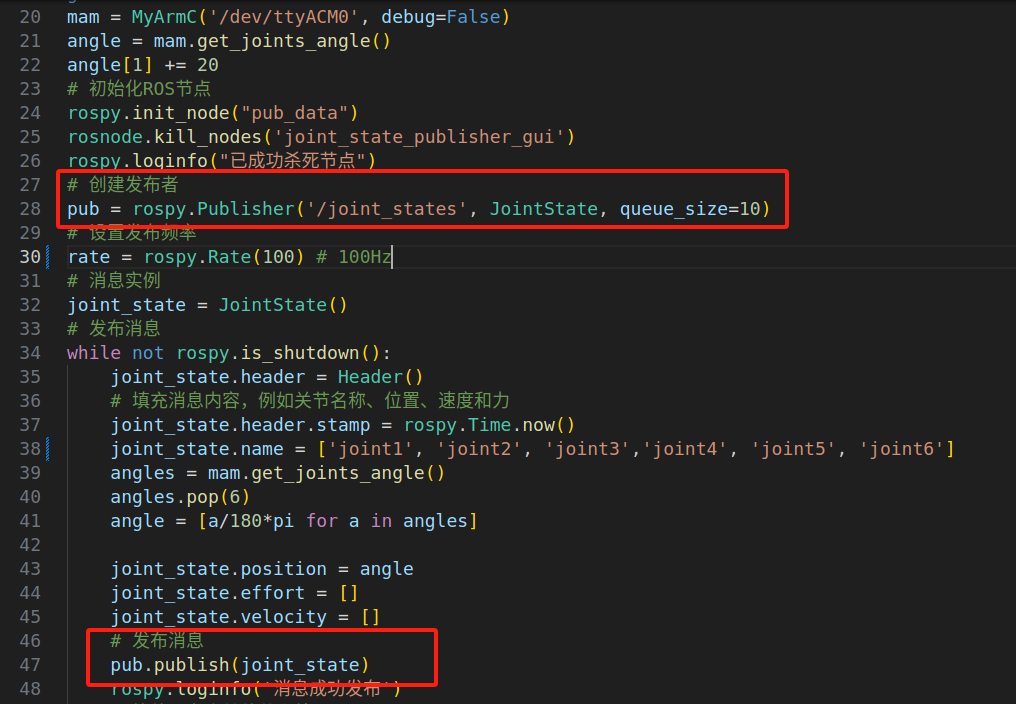 20 mam = MyArmC('/dev/ttyACM0', debug=False)
21 angle = mam.get_joints_angle()
22 angle[1] += 20
23 # 初始化ROS节点
24 rospy.init_node("pub_data")
25 rosnode.kill_nodes('joint_state_publisher_gui')
26 rospy.loginfo("已成功杀死节点")
27 # 创建发布者
28 pub = rospy.Publisher('/joint_states', JointState, queue_size=10)
29 # 设置发布频率
30 rate = rospy.Rate(100) # 100Hz
31 # 消息实例
32 joint_state = JointState()
33 # 发布消息
34 while not rospy.is_shutdown():
35 joint_state.header = Header()
36 # 填充消息内容，例如关节名称、位置、速度和力
37 joint_state.header.stamp = rospy.Time.now()
38 joint_state.name = ['joint1', 'joint2', 'joint3','joint4', 'joint5', 'joint6']
39 angles = mam.get_joints_angle()
40 angles.pop(6)
41 angle = [a/180*pi for a in angles]
42
43 joint_state.position = angle
44 joint_state.effort = []
45 joint_state.velocity = []
46 # 发布消息
47 pub.publish(joint_state)
48 rospy.loginfo('消息成功发布')